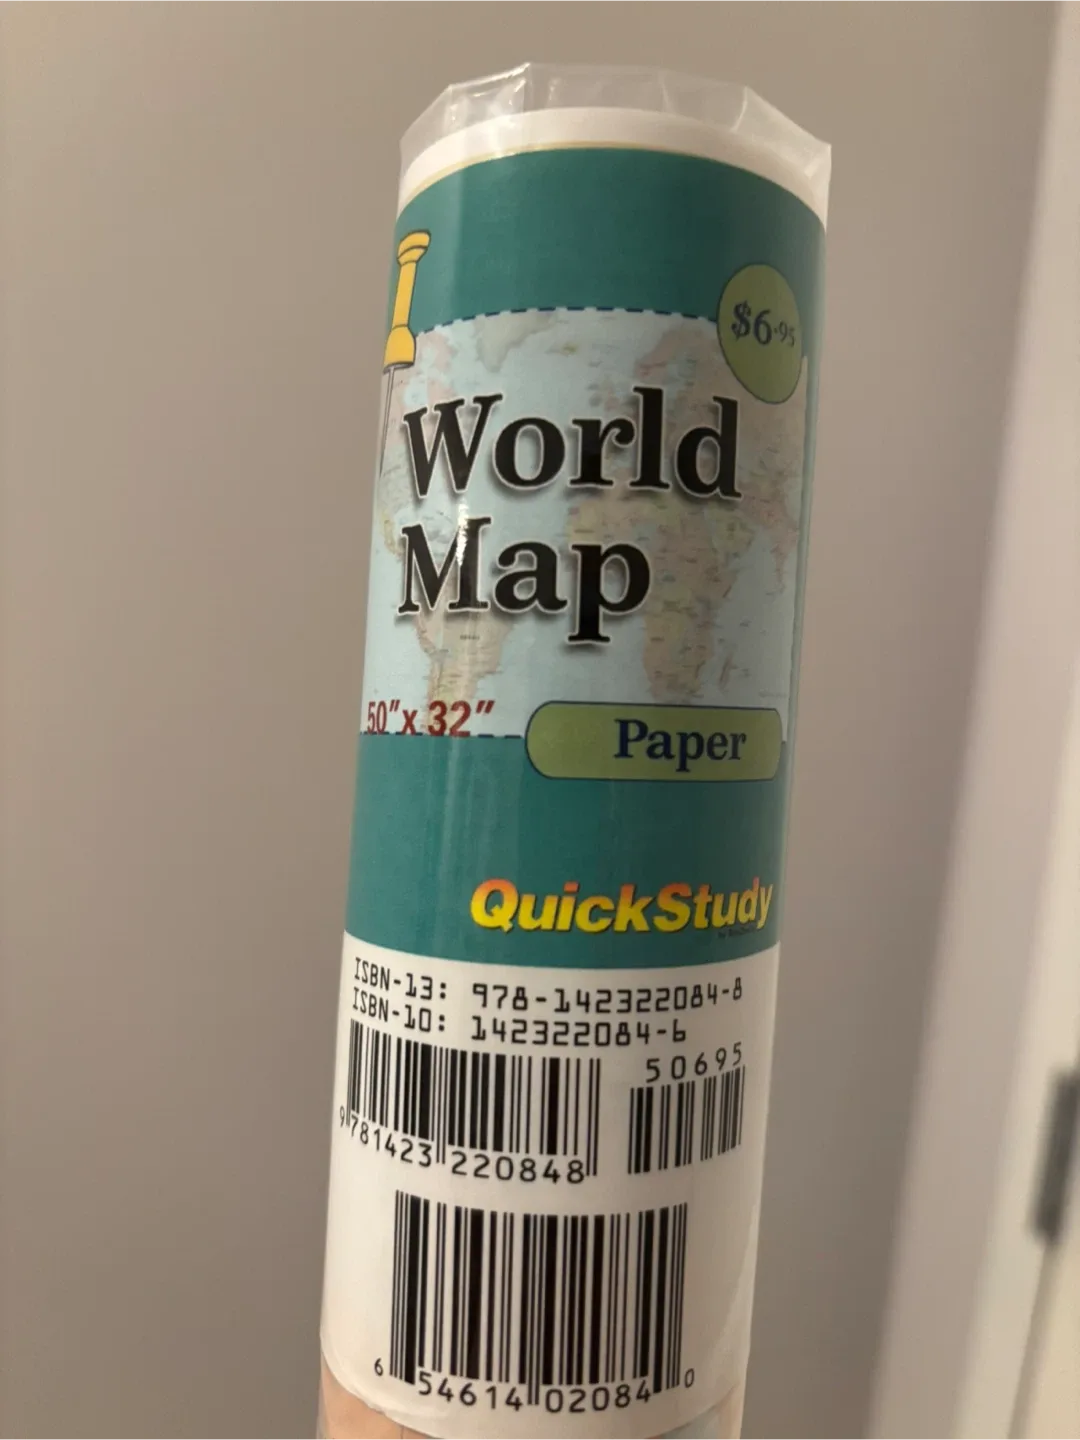 $6.95
World
Map
50"x 32"
Paper
QuickStudy
ISBN-13: 978-142322084-8
ISBN-10: 142322084-6
50695
9 781423 220848
6 54614 02084 0